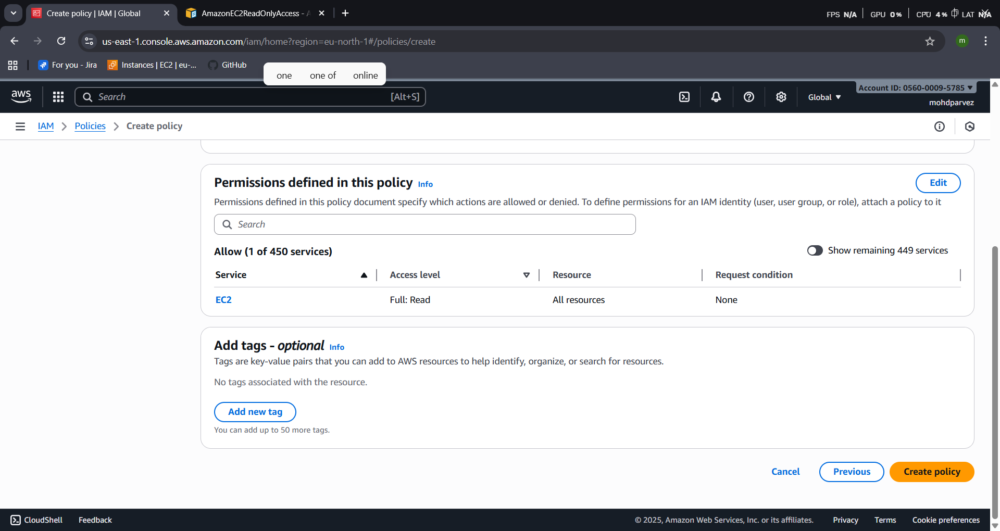 Create policy | IAM | Global
AmazonEC2ReadOnlyAccess - A
FPS N/A GPU 0% CPU 4% LAT N/A
us-east-1.console.aws.amazon.com/iam/home?region=eu-north-1#/policies/create
m
For you - Jira
Instances | EC2 | eu-...
GitHub
one one of online
aws
Search [Alt+S]
Global
Account ID: 0560-0009-5785
mohdparvez
IAM > Policies > Create policy
Permissions defined in this policy Info
Edit
Permissions defined in this policy document specify which actions are allowed or denied. To define permissions for an IAM identity (user, user group, or role), attach a policy to it
Search
Allow (1 of 450 services)
Show remaining 449 services
Service Access level Resource Request condition
EC2 Full: Read All resources None
Add tags - optional Info
Tags are key-value pairs that you can add to AWS resources to help identify, organize, or search for resources.
No tags associated with the resource.
Add new tag
You can add up to 50 more tags.
Cancel Previous Create policy
CloudShell Feedback © 2025, Amazon Web Services, Inc. or its affiliates. Privacy Terms Cookie preferences